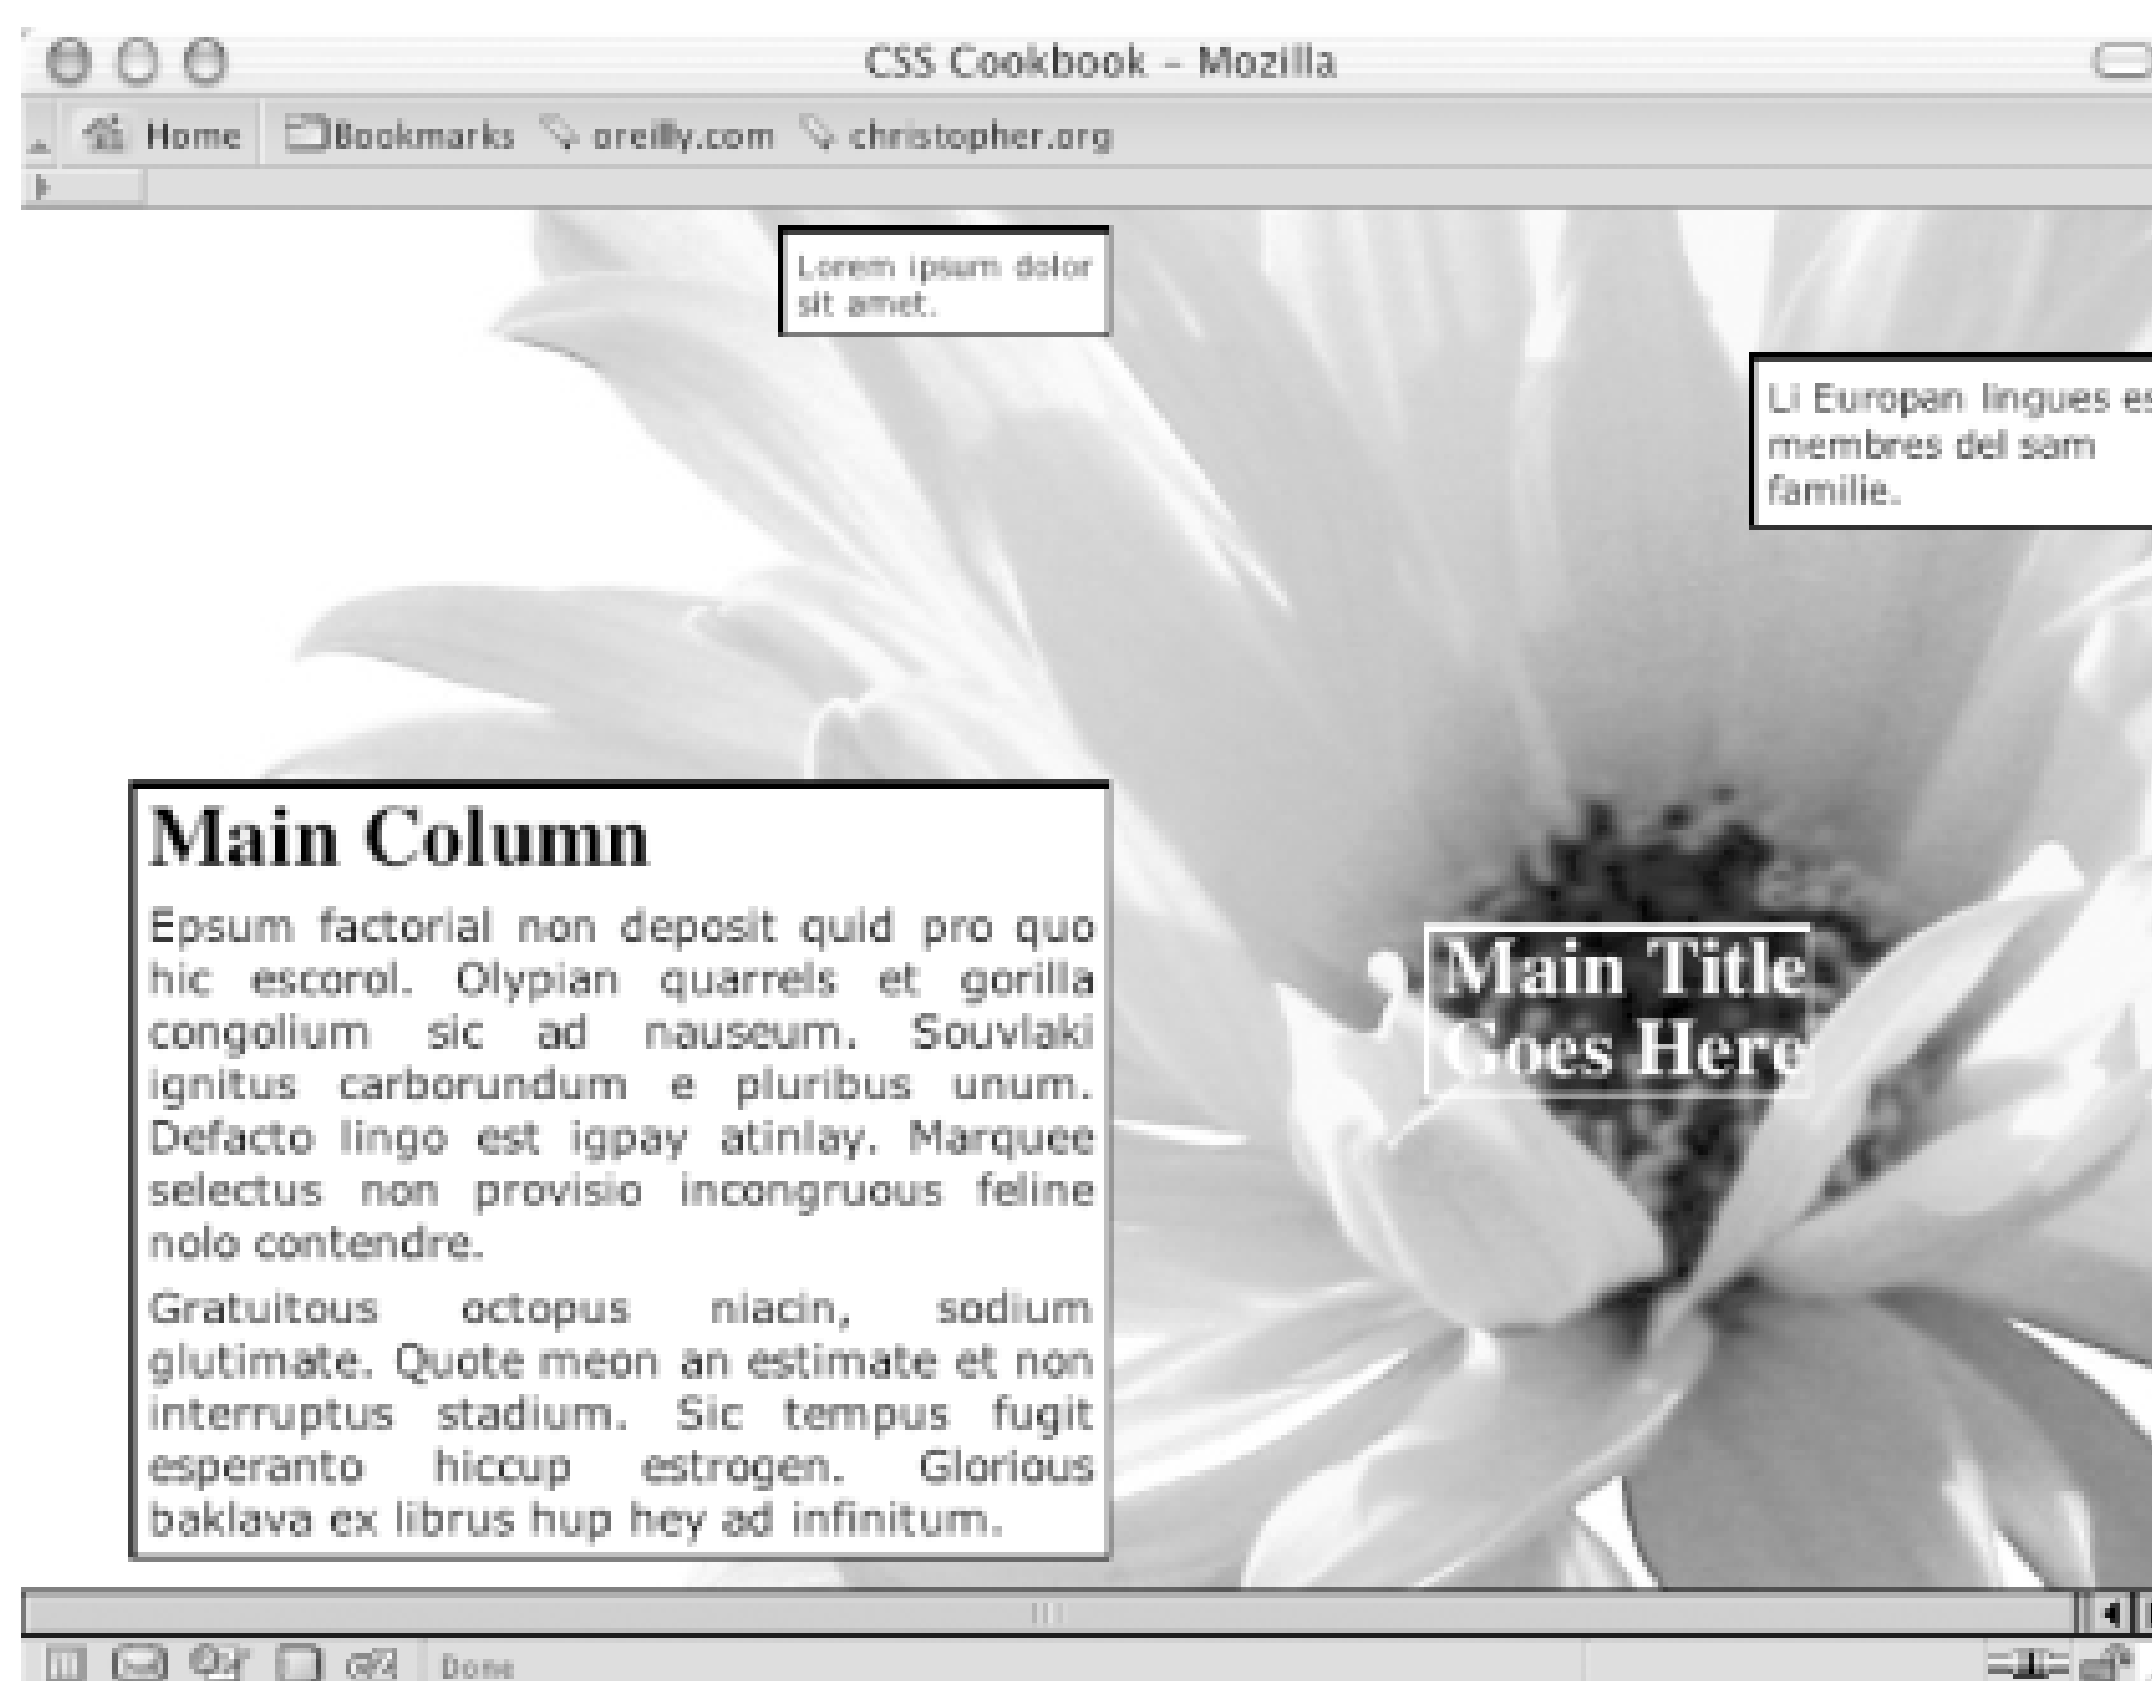 CSS Cookbook – Mozilla
Home Bookmarks oreilly.com christopher.org
Lorem ipsum dolor
sit amet.
Li Europan lingues es
membres del sam
familie.
Main Column
Epsum factorial non deposit quid pro quo
hic escorol. Olypian quarrels et gorilla
congolium sic ad nauseum. Souvlaki
ignitus carborundum e pluribus unum.
Defacto lingo est igpay atinlay. Marquee
selectus non provisio incongruous feline
nolo contendre.
Gratuitous octopus niacin, sodium
glutimate. Quote meon an estimate et non
interruptus stadium. Sic tempus fugit
esperanto hiccup estrogen. Glorious
baklava ex librus hup hey ad infinitum.
Main Title
Goes Here
Done